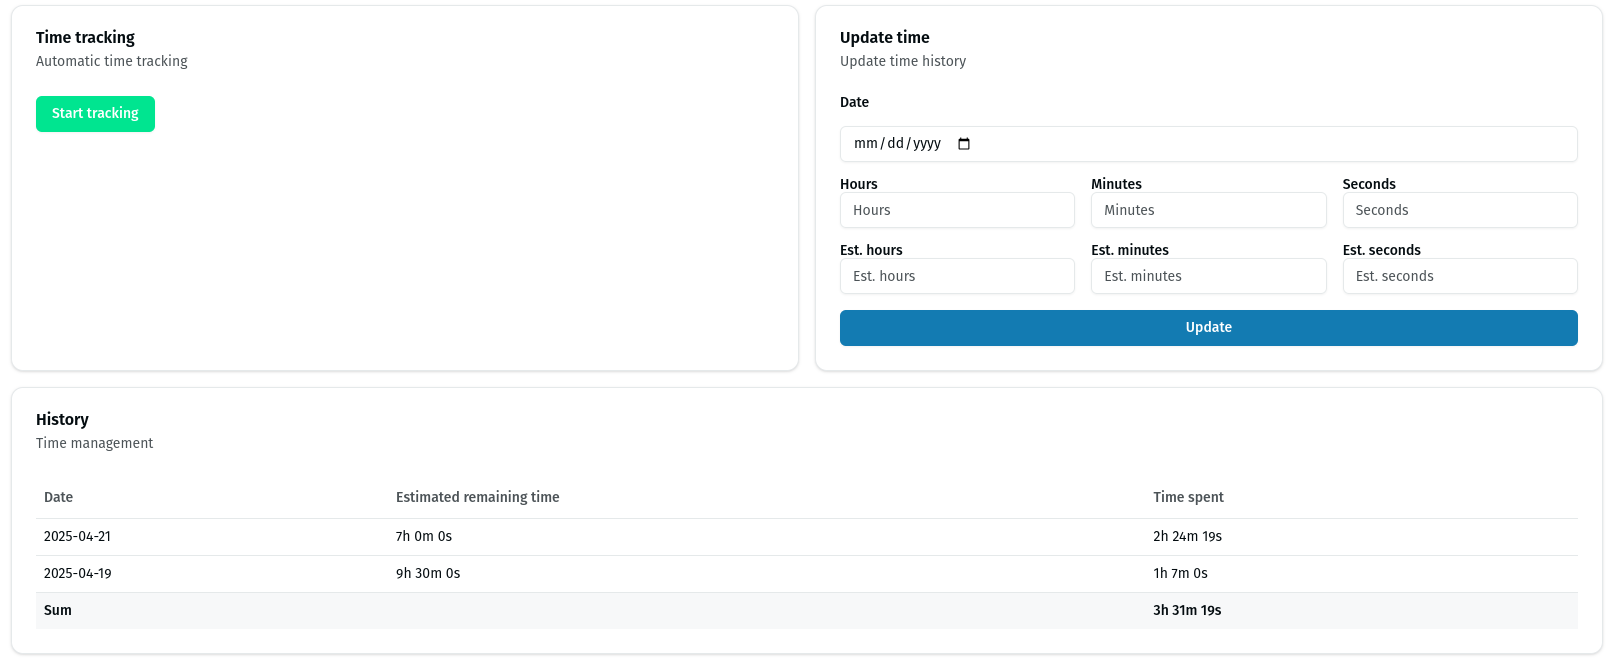 Time tracking
Automatic time tracking
Start tracking
Update time
Update time history
Date
mm/dd/yyyy
Hours Minutes Seconds
Hours Minutes Seconds
Est. hours Est. minutes Est. seconds
Est. hours Est. minutes Est. seconds
Update
History
Time management
Date Estimated remaining time Time spent
2025-04-21 7h 0m 0s 2h 24m 19s
2025-04-19 9h 30m 0s 1h 7m 0s
Sum 3h 31m 19s